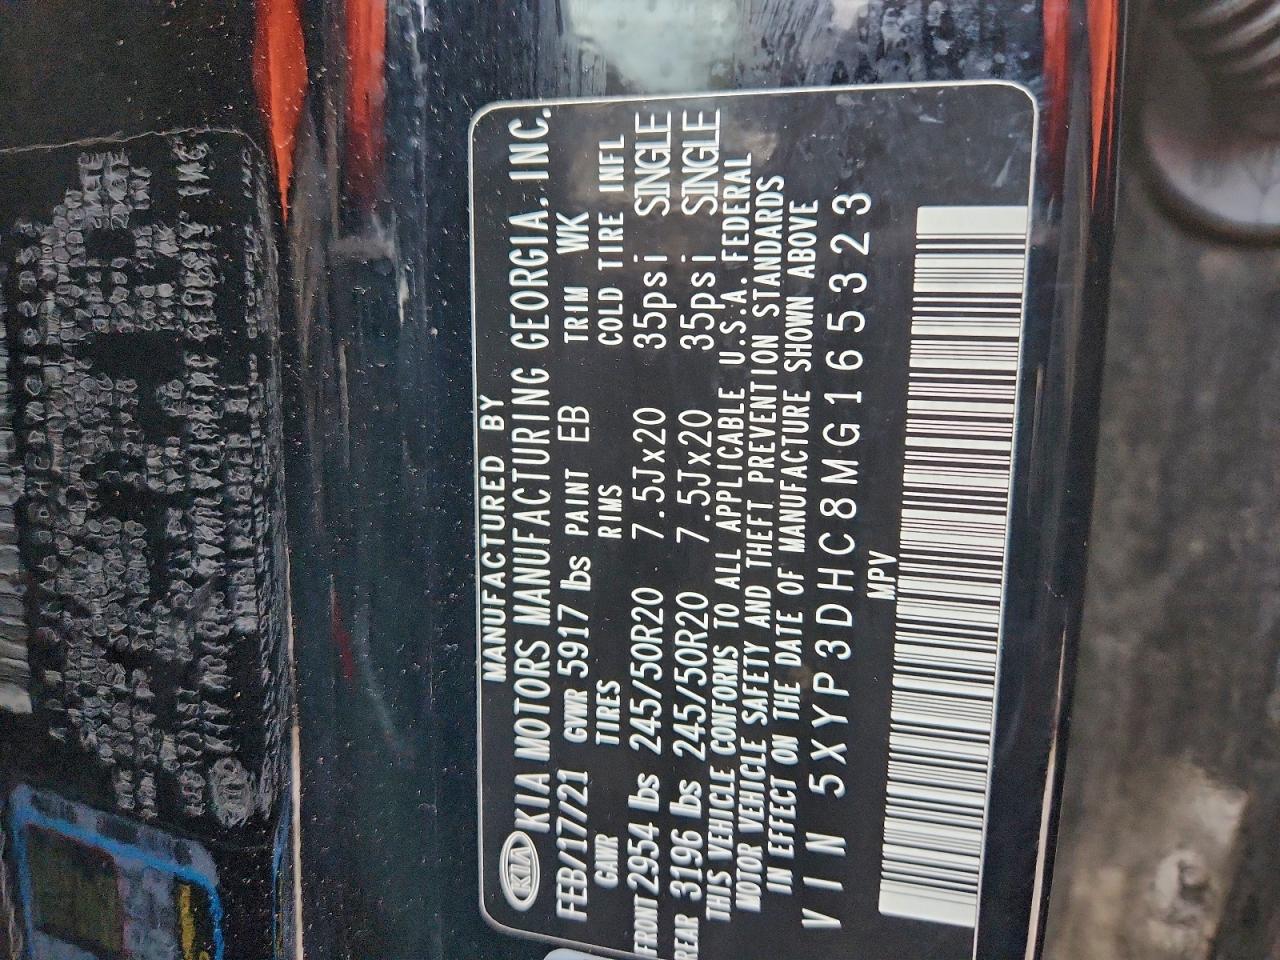 MANUFACTURED BY
KIA KIA MOTORS MANUFACTURING GEORGIA, INC.
FEB/17/21 GVWR 5917 lbs PAINT EB TRIM WK
GAWR TIRES RIMS COLD TIRE INFL
FRONT 2954 lbs 245/50R20 7.5Jx20 35psi SINGLE
REAR 3196 lbs 245/50R20 7.5Jx20 35psi SINGLE
THIS VEHICLE CONFORMS TO ALL APPLICABLE U.S.A. FEDERAL
MOTOR VEHICLE SAFETY AND THEFT PREVENTION STANDARDS
IN EFFECT ON THE DATE OF MANUFACTURE SHOWN ABOVE
VIN 5XYP3DHC8MG165323
MPV